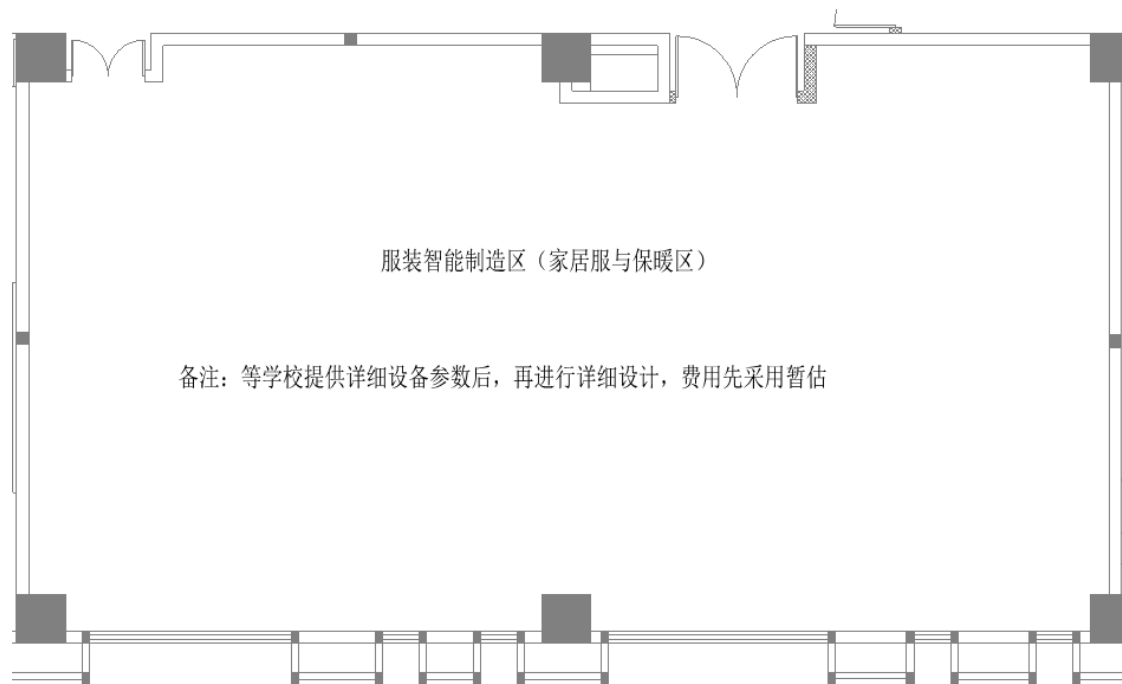 服装智能制造区（家居服与保暖区）
备注：等学校提供详细设备参数后，再进行详细设计，费用先采用暂估